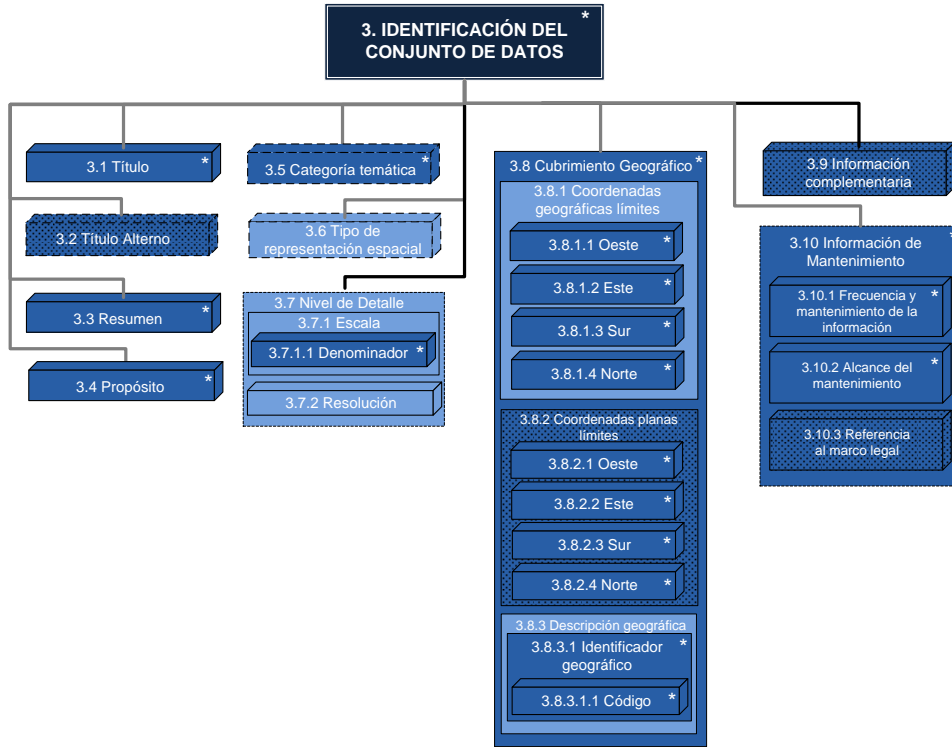 3. IDENTIFICACIÓN DEL *
CONJUNTO DE DATOS
3.1 Título *
3.2 Título Alterno
3.3 Resumen *
3.4 Propósito *
3.5 Categoría temática *
3.6 Tipo de
representación espacial
3.7 Nivel de Detalle
3.7.1 Escala
3.7.1.1 Denominador *
3.7.2 Resolución
3.8 Cubrimiento Geográfico *
3.8.1 Coordenadas
geográficas límites
3.8.1.1 Oeste *
3.8.1.2 Este *
3.8.1.3 Sur *
3.8.1.4 Norte *
3.8.2 Coordenadas planas
límites
3.8.2.1 Oeste *
3.8.2.2 Este *
3.8.2.3 Sur *
3.8.2.4 Norte *
3.8.3 Descripción geográfica
3.8.3.1 Identificador *
geográfico
3.8.3.1.1 Código *
3.9 Información *
complementaria
3.10 Información de *
Mantenimiento
3.10.1 Frecuencia y *
mantenimiento de la
información
3.10.2 Alcance del *
mantenimiento
3.10.3 Referencia
al marco legal